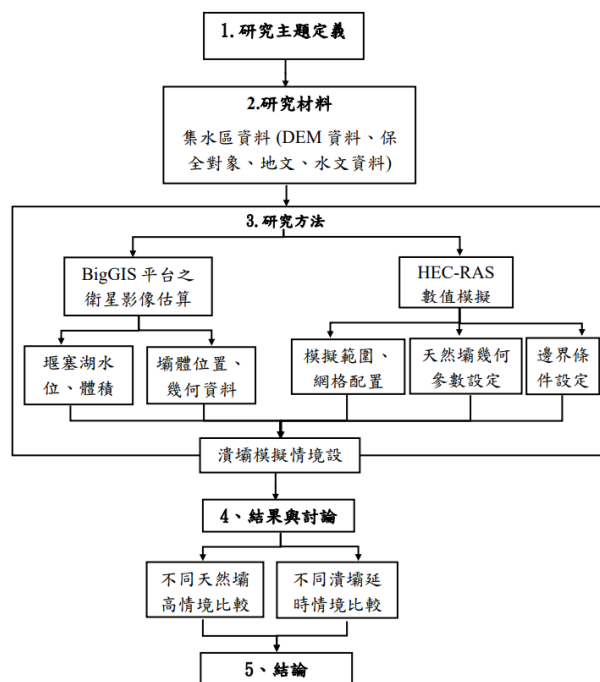 1.研究主題定義
2.研究材料
集水區資料 (DEM 資料、保
全對象、地文、水文資料)
3.研究方法
BigGIS 平台之
衛星影像估算
HEC-RAS
數值模擬
堰塞湖水
位、體積
壩體位置、
幾何資料
模擬範圍、
網格配置
天然壩幾何
參數設定
邊界條
件設定
潰壩模擬情境設
4、結果與討論
不同天然壩
高情境比較
不同潰壩延
時情境比較
5、結論